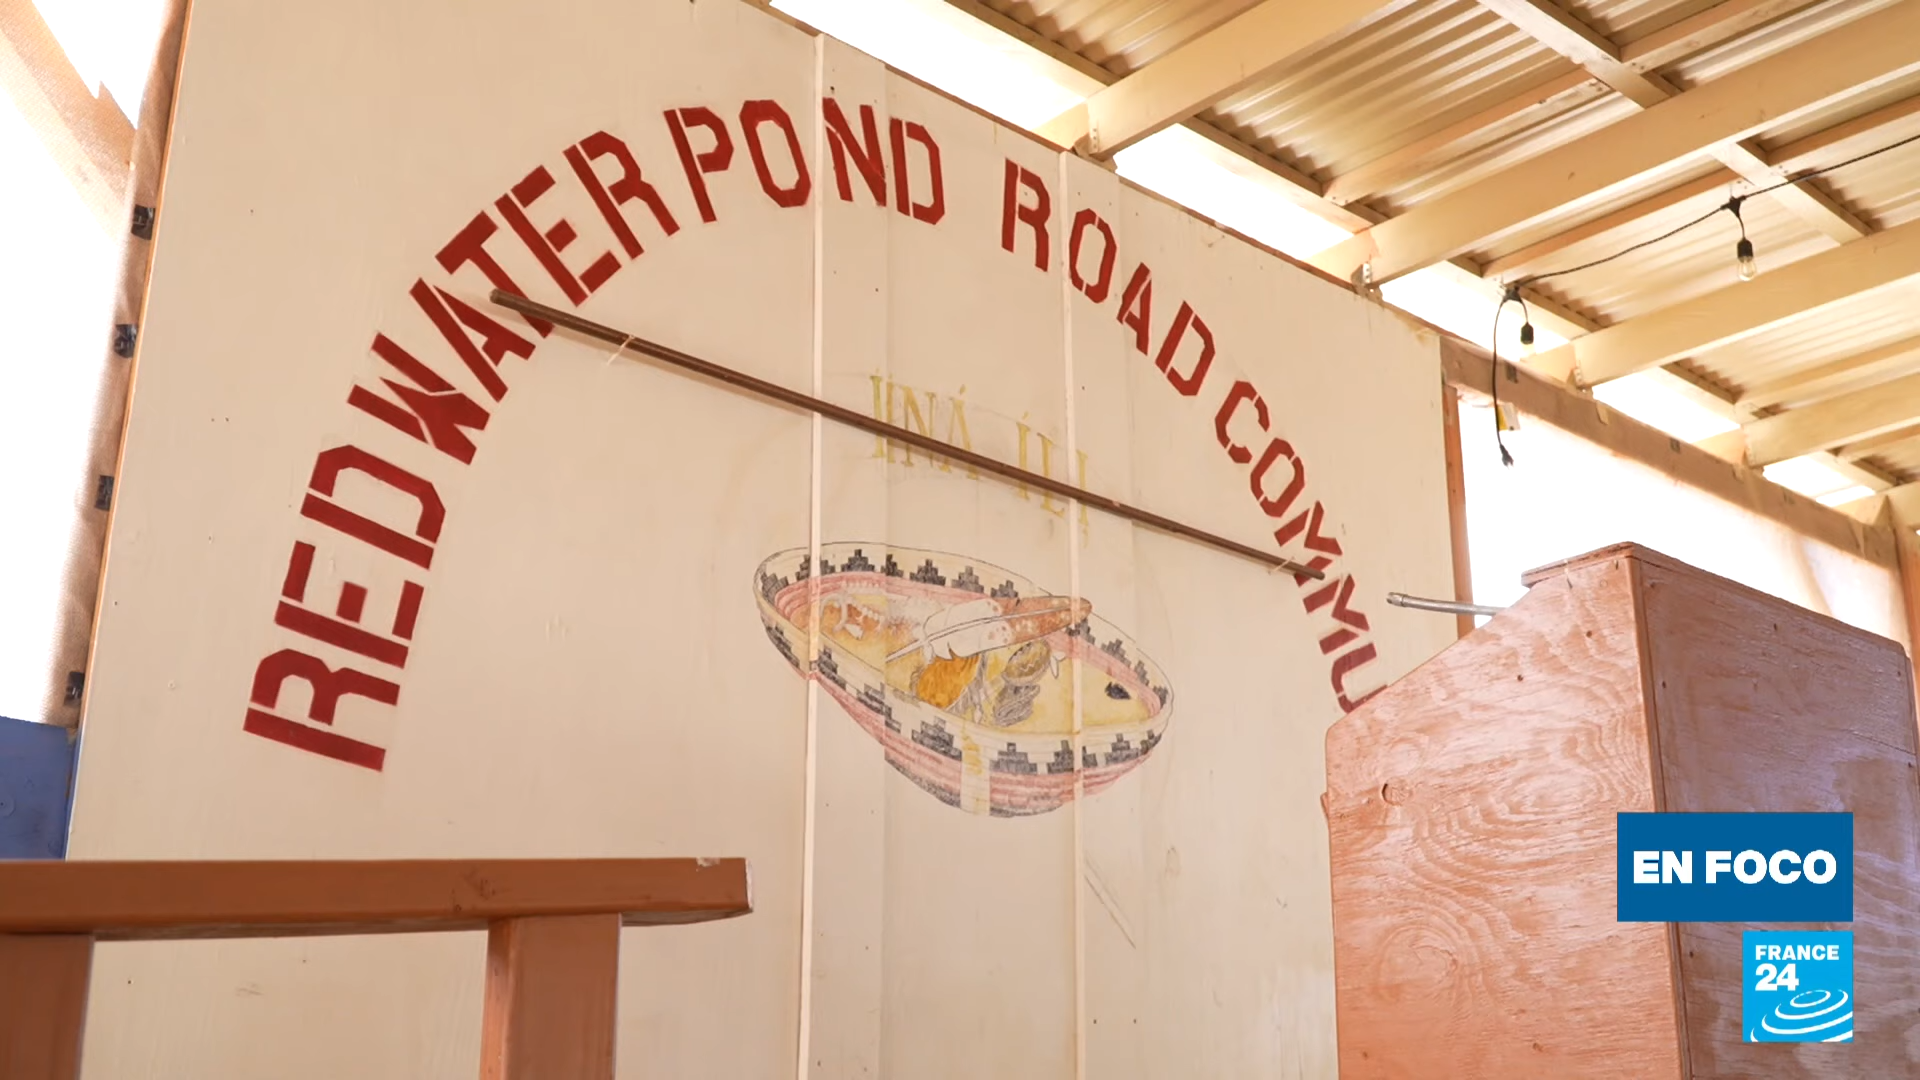 RED WATER POND ROAD COMMU
IINÁ ÍLĮ
EN FOCO
FRANCE
24